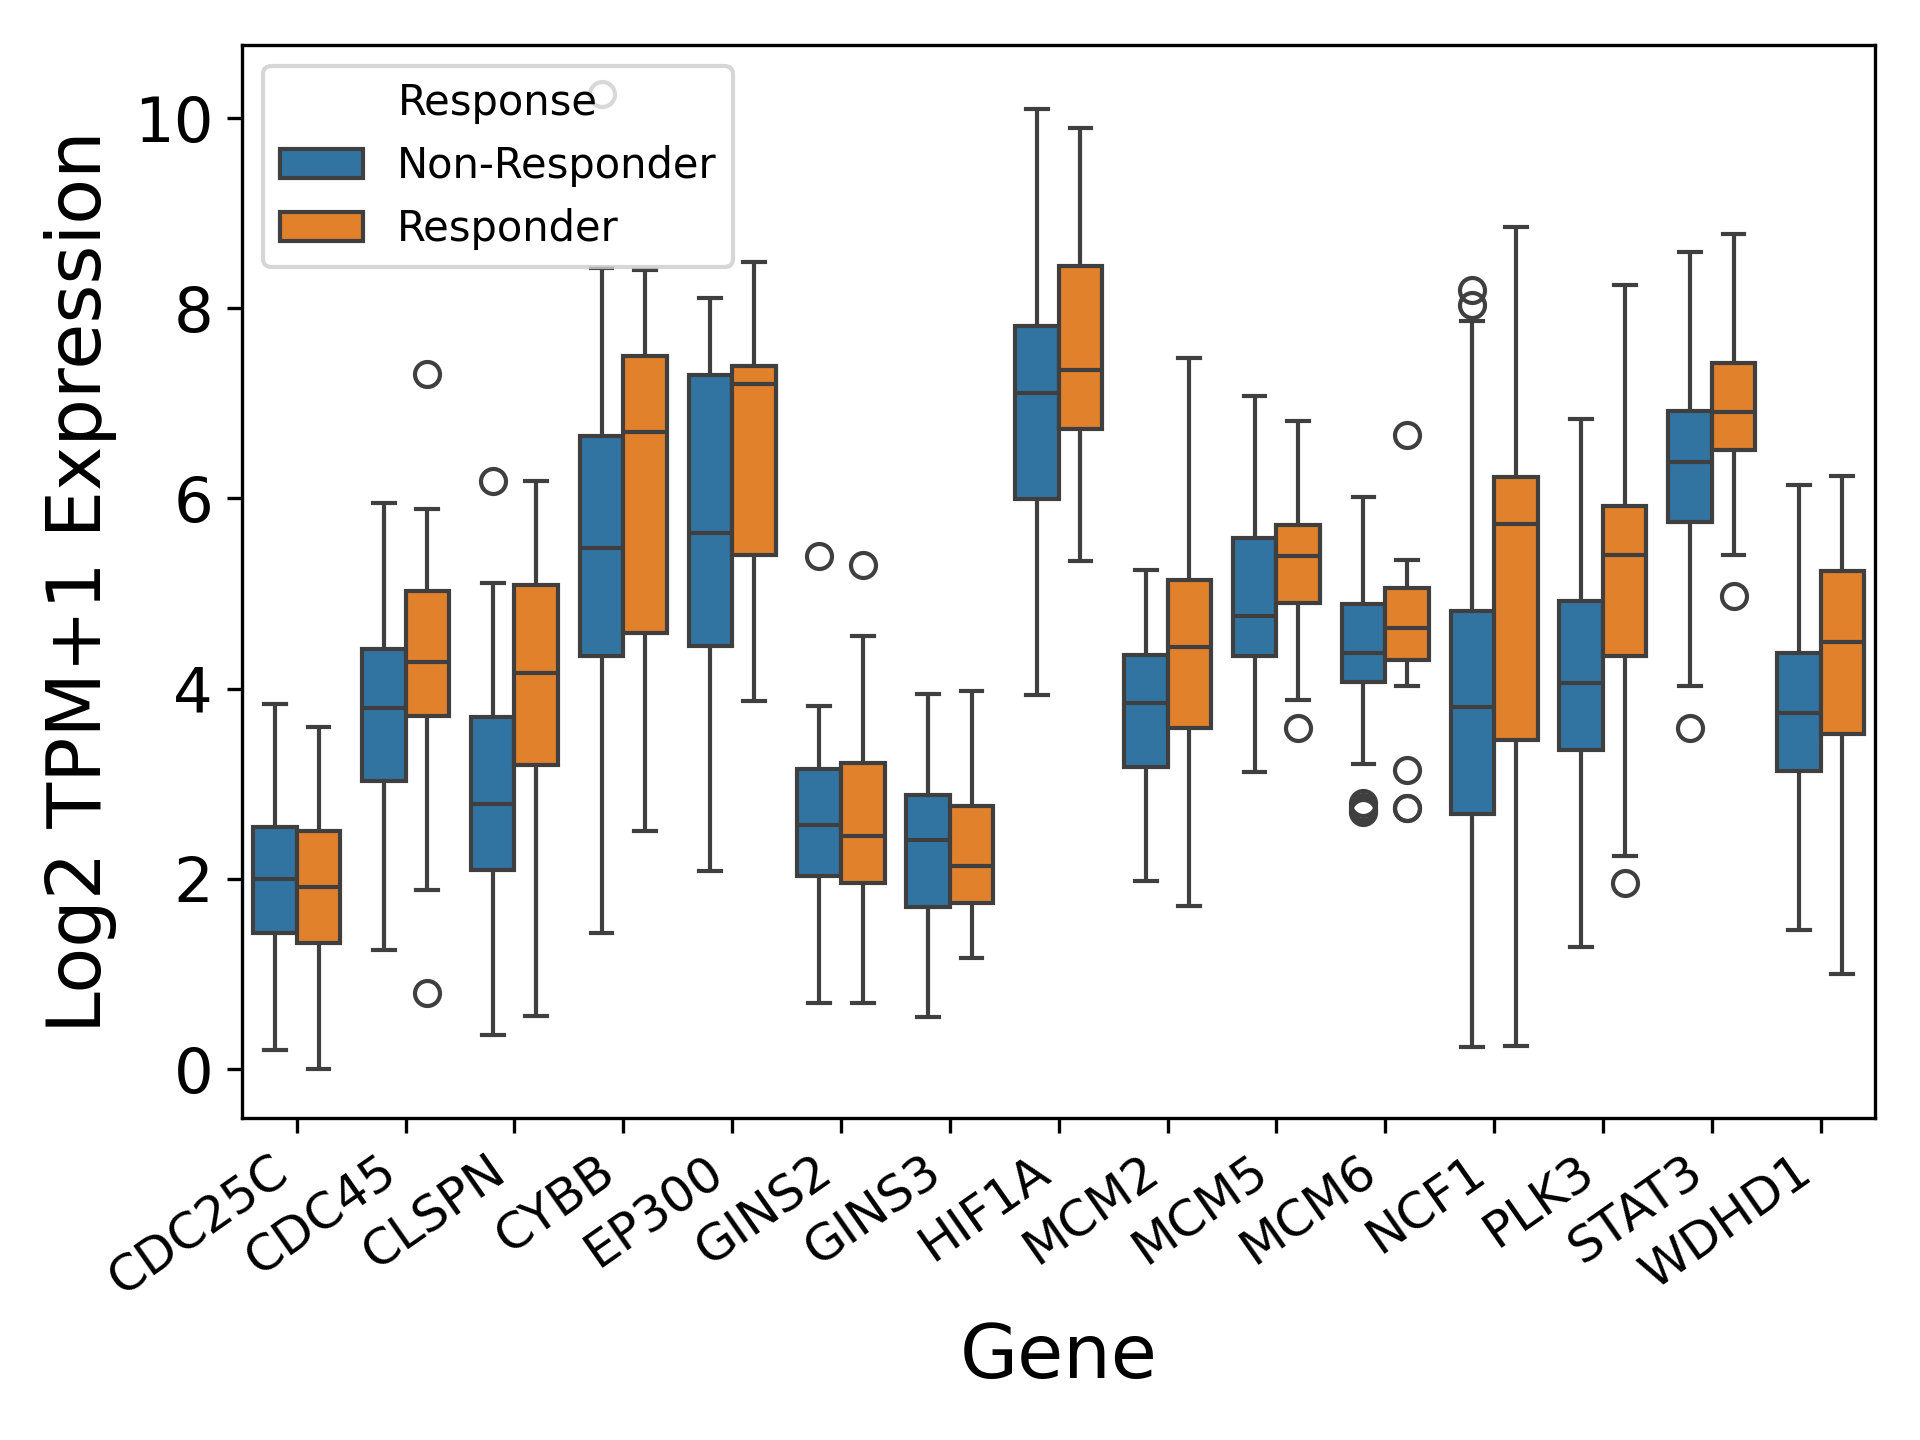 Response
Non-Responder
Responder
Log2 TPM+1 Expression
10
8
6
4
2
0
CDC25C
CDC45
CLSPN
CYBB
EP300
GINS2
GINS3
HIF1A
MCM2
MCM5
MCM6
NCF1
PLK3
STAT3
WDHD1
Gene